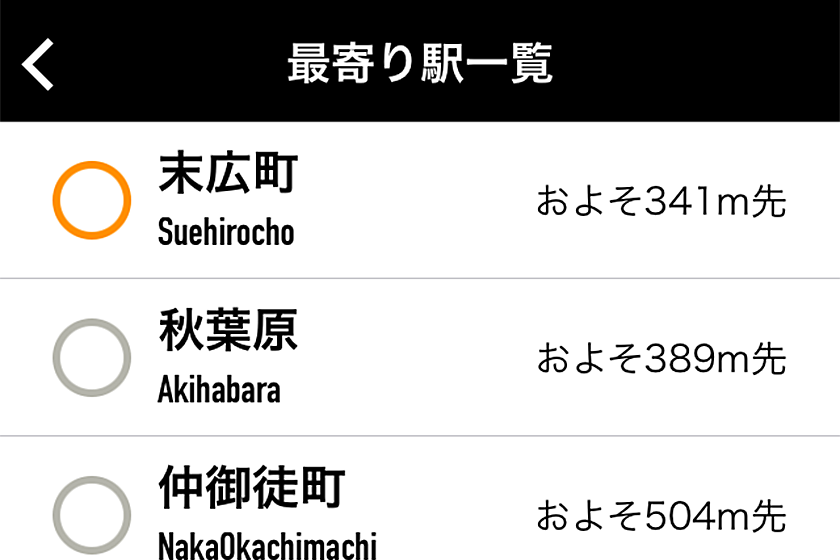 最寄り駅一覧
末広町
Suehirocho
およそ341m先
秋葉原
Akihabara
およそ389m先
仲御徒町
NakaOkachimachi
およそ504m先